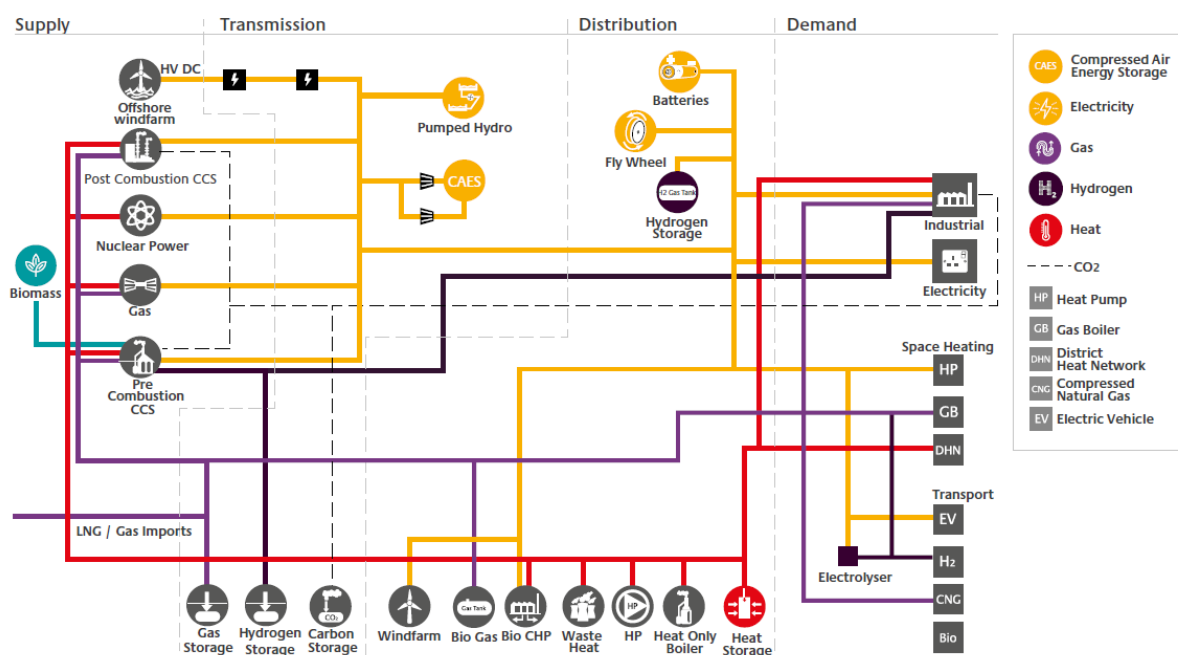 Supply
Transmission
Distribution
Demand
HV DC
Offshore
windfarm
Post Combustion CCS
Nuclear Power
Biomass
Gas
Pre
Combustion
CCS
LNG / Gas Imports
Pumped Hydro
CAES
Batteries
Fly Wheel
H2 Gas Tank
Hydrogen
Storage
Industrial
Electricity
Space Heating
HP
GB
DHN
Transport
EV
H2
CNG
Bio
Electrolyser
Gas
Storage
Hydrogen
Storage
CO2
Carbon
Storage
Windfarm
Gas Tank
Bio Gas
Bio CHP
Waste
Heat
HP
HP
Heat Only
Boiler
Heat
Storage
CAES
Compressed Air
Energy Storage
Electricity
Gas
H2
Hydrogen
Heat
CO2
HP
Heat Pump
GB
Gas Boiler
DHN
District
Heat Network
CNG
Compressed
Natural Gas
EV
Electric Vehicle